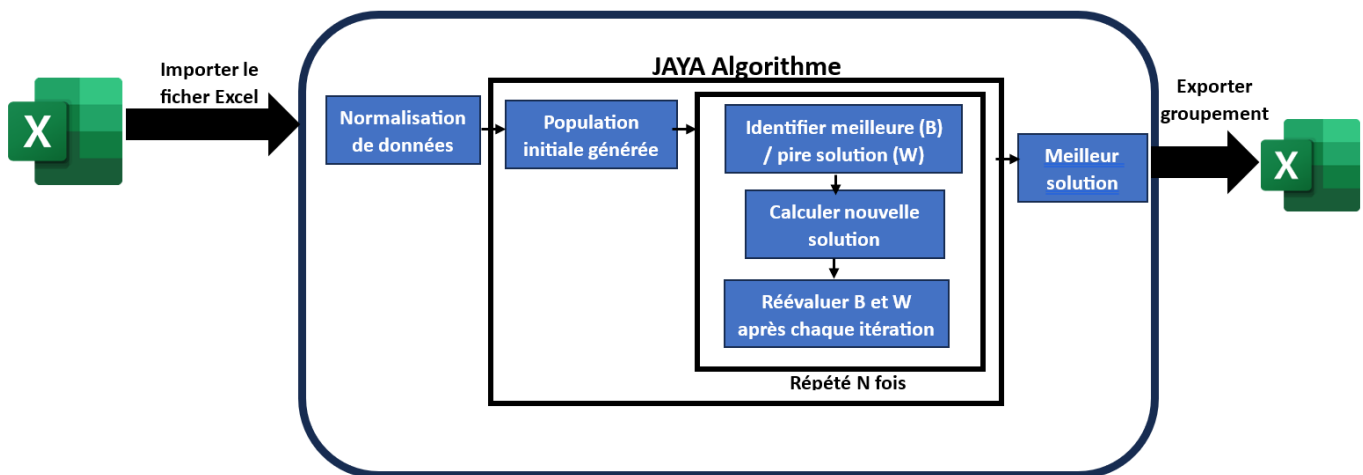 JAYA Algorithme
Importer le
ficher Excel
X
Normalisation
de données
Population
initiale générée
Identifier meilleure (B)
/ pire solution (W)
Calculer nouvelle
solution
Réévaluer B et W
après chaque itération
Répété N fois
Meilleur
solution
Exporter
groupement
X